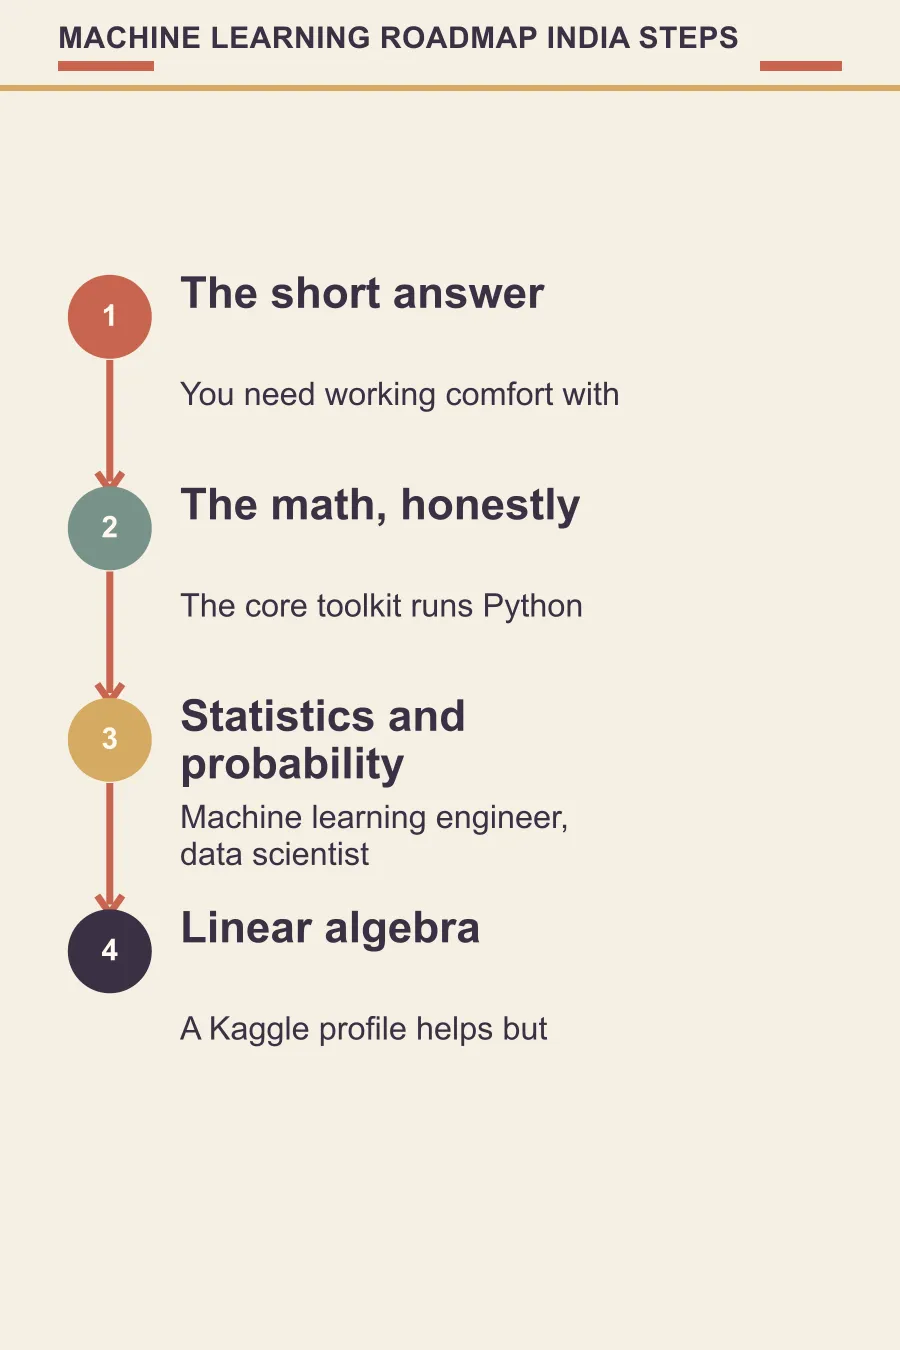 MACHINE LEARNING ROADMAP INDIA STEPS
1
The short answer
You need working comfort with
2
The math, honestly
The core toolkit runs Python
3
Statistics and
probability
Machine learning engineer,
data scientist
4
Linear algebra
A Kaggle profile helps but